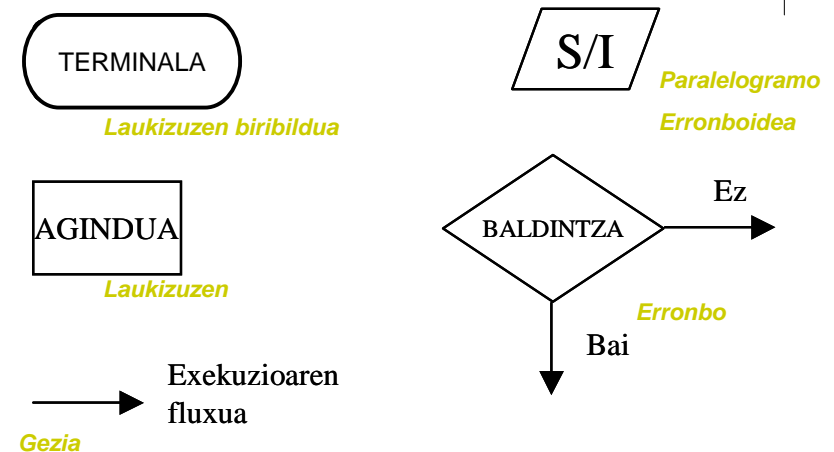 TERMINALA
Laukizuzen biribildua
S/I
Paralelogramo
Erronboidea
AGINDUA
Laukizuzen
BALDINTZA
Ez
Erronbo
Bai
Exekuzioaren
fluxua
Gezia